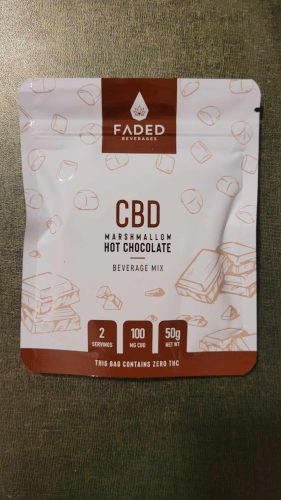 FADED
BEVERAGES
CBD
MARSHMALLOW
HOT CHOCOLATE
BEVERAGE MIX
2
SERVINGS
100
MG CBD
50g
NET WT
THIS BAG CONTAINS ZERO THC